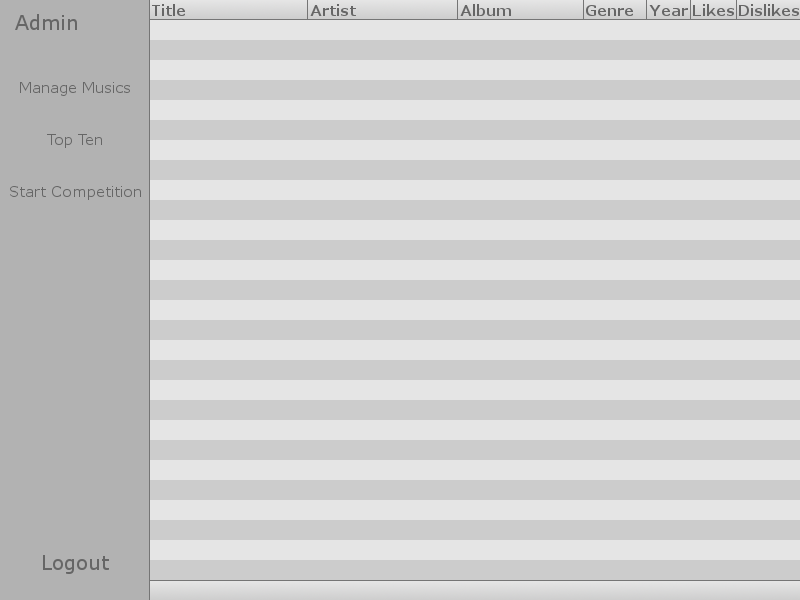 Admin
Manage Musics
Top Ten
Start Competition
Logout
Title Artist Album Genre Year Likes Dislikes